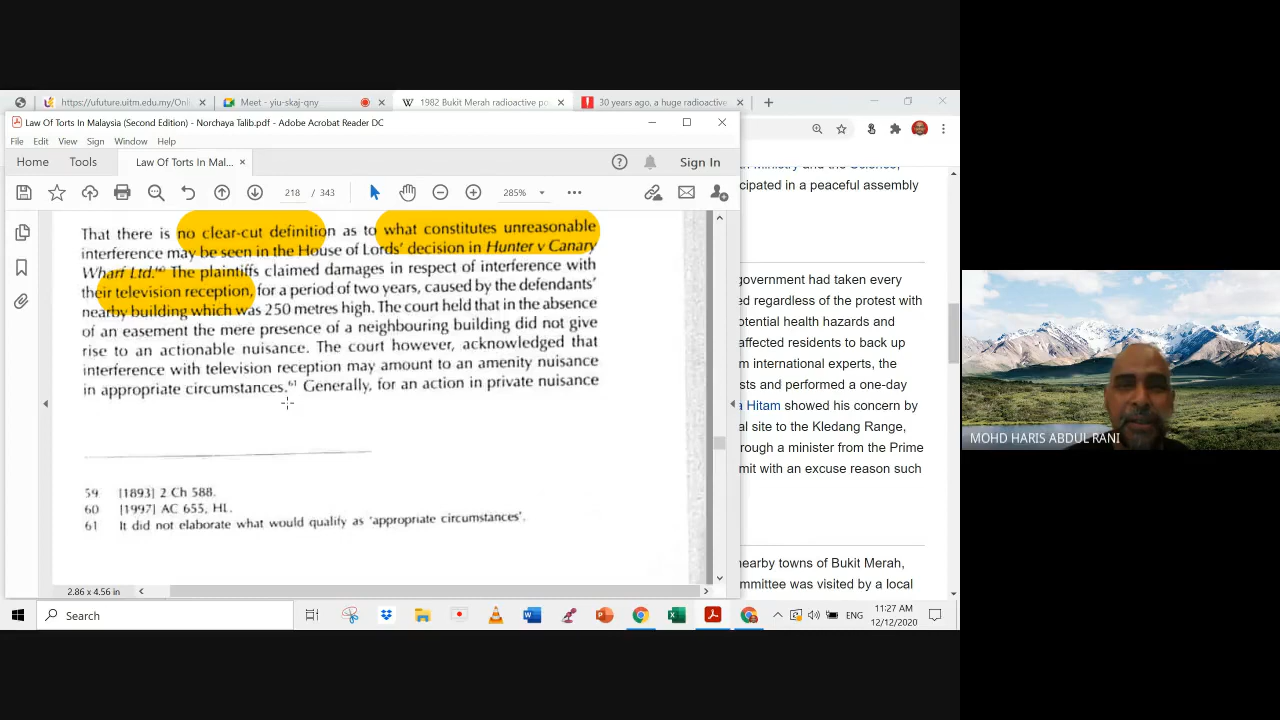 https://ufuture.uitm.edu.my/Onli
Meet - yiu-skaj-qny
1982 Bukit Merah radioactive po
30 years ago, a huge radioactive
Law Of Torts In Malaysia (Second Edition) - Norchaya Talib.pdf - Adobe Acrobat Reader DC
File Edit View Sign Window Help
Home Tools Law Of Torts In Mal... Sign In
218 / 343 285%
That there is no clear-cut definition as to what constitutes unreasonable
interference may be seen in the House of Lords' decision in Hunter v Canary
Wharf Ltd.60 The plaintiffs claimed damages in respect of interference with
their television reception, for a period of two years, caused by the defendants'
nearby building which was 250 metres high. The court held that in the absence
of an easement the mere presence of a neighbouring building did not give
rise to an actionable nuisance. The court however, acknowledged that
interference with television reception may amount to an amenity nuisance
in appropriate circumstances.61 Generally, for an action in private nuisance
59 [1893] 2 Ch 588.
60 [1997] AC 655, HL.
61 It did not elaborate what would qualify as 'appropriate circumstances'.
2.86 x 4.56 in
cipated in a peaceful assembly
government had taken every
ed regardless of the protest with
otential health hazards and
affected residents to back up
m international experts, the
sts and performed a one-day
a Hitam showed his concern by
al site to the Kledang Range,
rough a minister from the Prime
mit with an excuse reason such
nearby towns of Bukit Merah,
mmittee was visited by a local
MOHD HARIS ABDUL RANI
Search
ENG
11:27 AM
12/12/2020